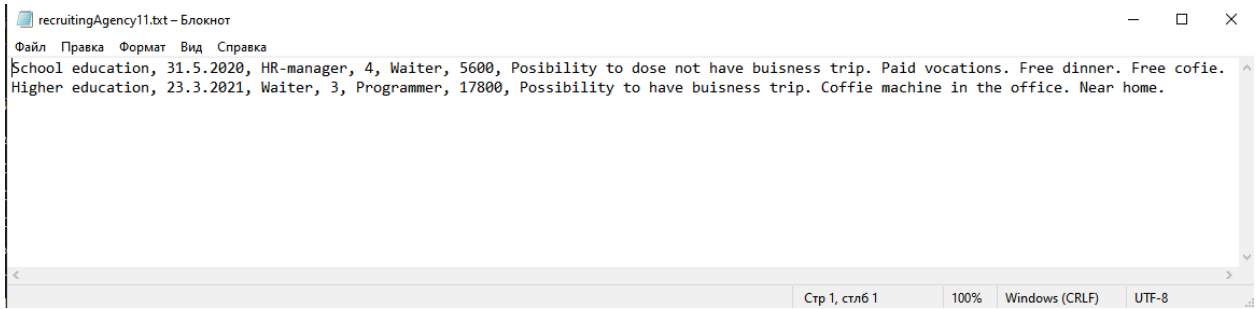 recruitingAgency11.txt – Блокнот
Файл Правка Формат Вид Справка
School education, 31.5.2020, HR-manager, 4, Waiter, 5600, Posibility to dose not have buisness trip. Paid vocations. Free dinner. Free cofie.
Higher education, 23.3.2021, Waiter, 3, Programmer, 17800, Possibility to have buisness trip. Coffie machine in the office. Near home.
Стр 1, стлб 1 100% Windows (CRLF) UTF-8